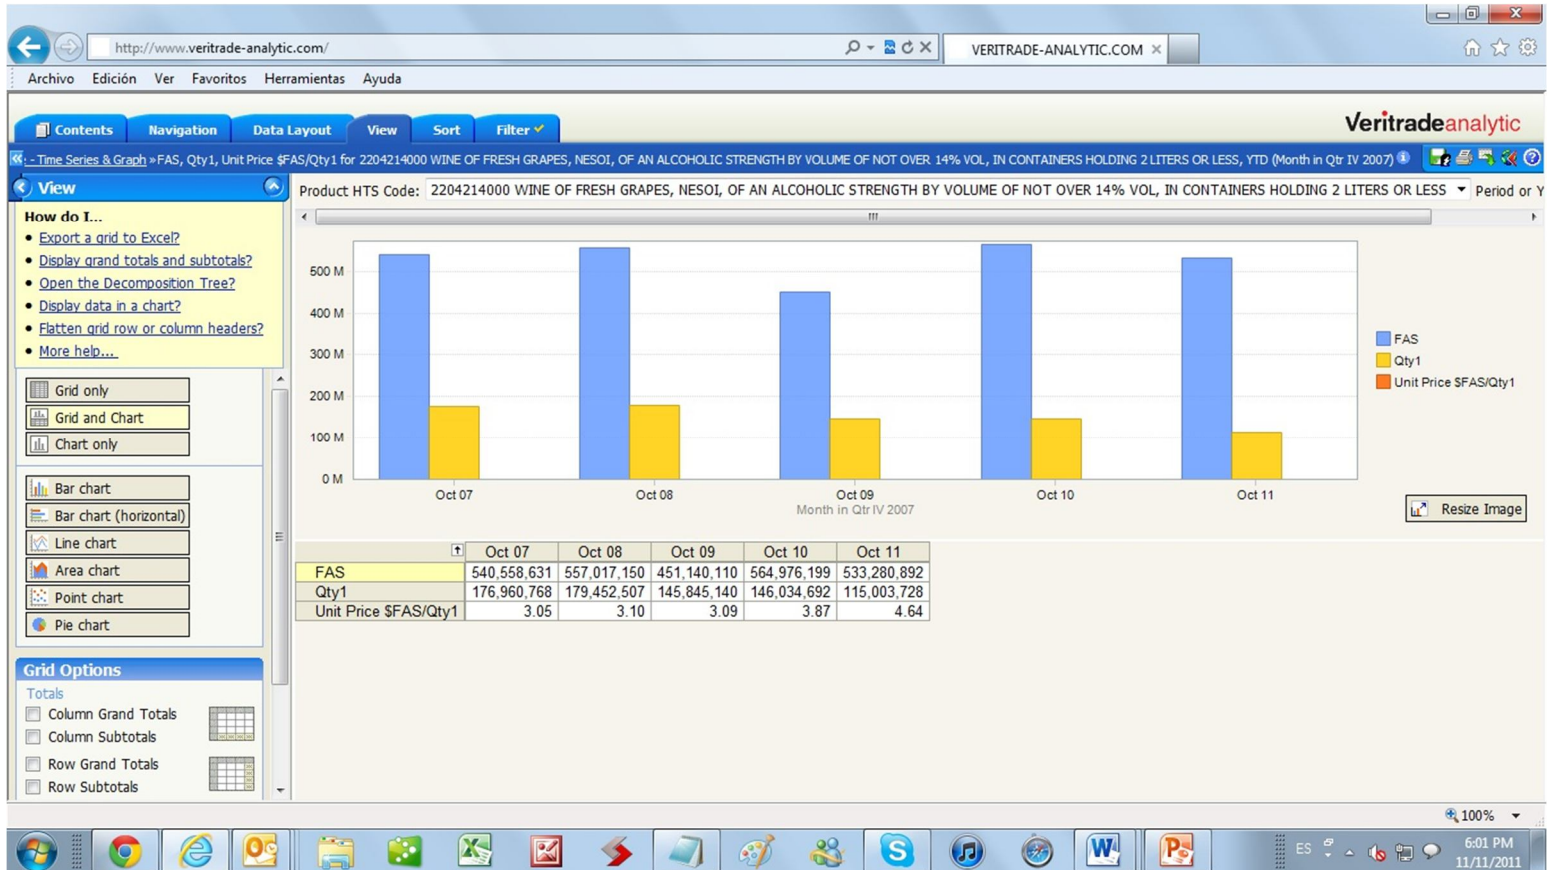 http://www.veritrade-analytic.com/
VERITRADE-ANALYTIC.COM
Archivo Edición Ver Favoritos Herramientas Ayuda
Contents Navigation Data Layout View Sort Filter
Veritradeanalytic
: - Time Series & Graph » FAS, Qty1, Unit Price $FAS/Qty1 for 2204214000 WINE OF FRESH GRAPES, NESOI, OF AN ALCOHOLIC STRENGTH BY VOLUME OF NOT OVER 14% VOL, IN CONTAINERS HOLDING 2 LITERS OR LESS, YTD (Month in Qtr IV 2007)
View
Product HTS Code: 2204214000 WINE OF FRESH GRAPES, NESOI, OF AN ALCOHOLIC STRENGTH BY VOLUME OF NOT OVER 14% VOL, IN CONTAINERS HOLDING 2 LITERS OR LESS Period or Y
How do I...
• Export a grid to Excel?
• Display grand totals and subtotals?
• Open the Decomposition Tree?
• Display data in a chart?
• Flatten grid row or column headers?
• More help...
Grid only
Grid and Chart
Chart only
Bar chart
Bar chart (horizontal)
Line chart
Area chart
Point chart
Pie chart
Grid Options
Totals
Column Grand Totals
Column Subtotals
Row Grand Totals
Row Subtotals
500 M
400 M
300 M
200 M
100 M
0 M
Oct 07 Oct 08 Oct 09 Oct 10 Oct 11
Month in Qtr IV 2007
FAS
Qty1
Unit Price $FAS/Qty1
Resize Image
Oct 07 Oct 08 Oct 09 Oct 10 Oct 11
FAS 540,558,631 557,017,150 451,140,110 564,976,199 533,280,892
Qty1 176,960,768 179,452,507 145,845,140 146,034,692 115,003,728
Unit Price $FAS/Qty1 3.05 3.10 3.09 3.87 4.64
100%
ES
6:01 PM
11/11/2011